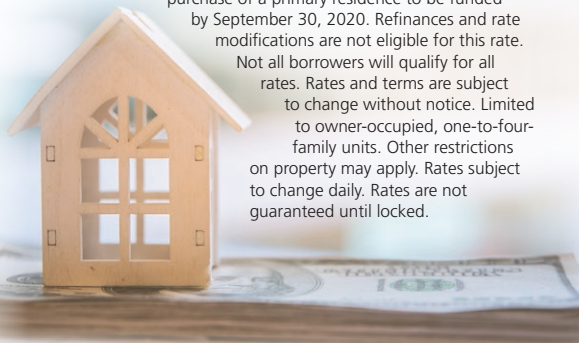 purchase of a primary residence to be funded
by September 30, 2020. Refinances and rate
modifications are not eligible for this rate.
Not all borrowers will qualify for all
rates. Rates and terms are subject
to change without notice. Limited
to owner-occupied, one-to-four-
family units. Other restrictions
on property may apply. Rates subject
to change daily. Rates are not
guaranteed until locked.